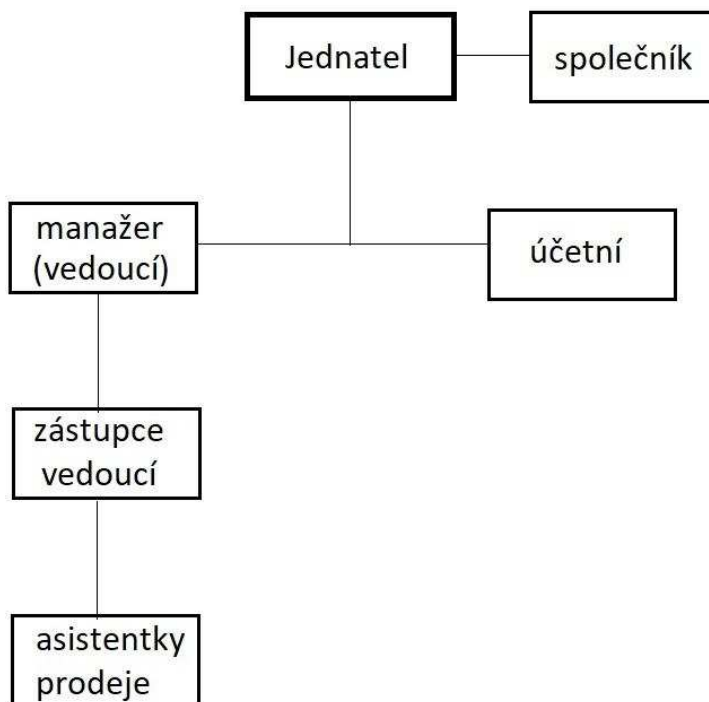 Jednatel
společník
manažer
(vedoucí)
účetní
zástupce
vedoucí
asistentky
prodeje